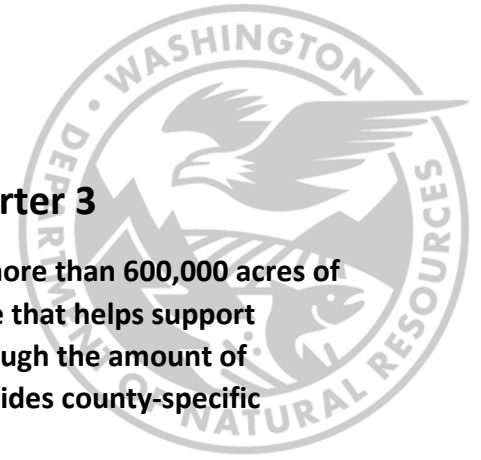 WASHINGTON
DEPARTMENT OF NATURAL RESOURCES
rter 3
more than 600,000 acres of
e that helps support
ugh the amount of
ides county-specific